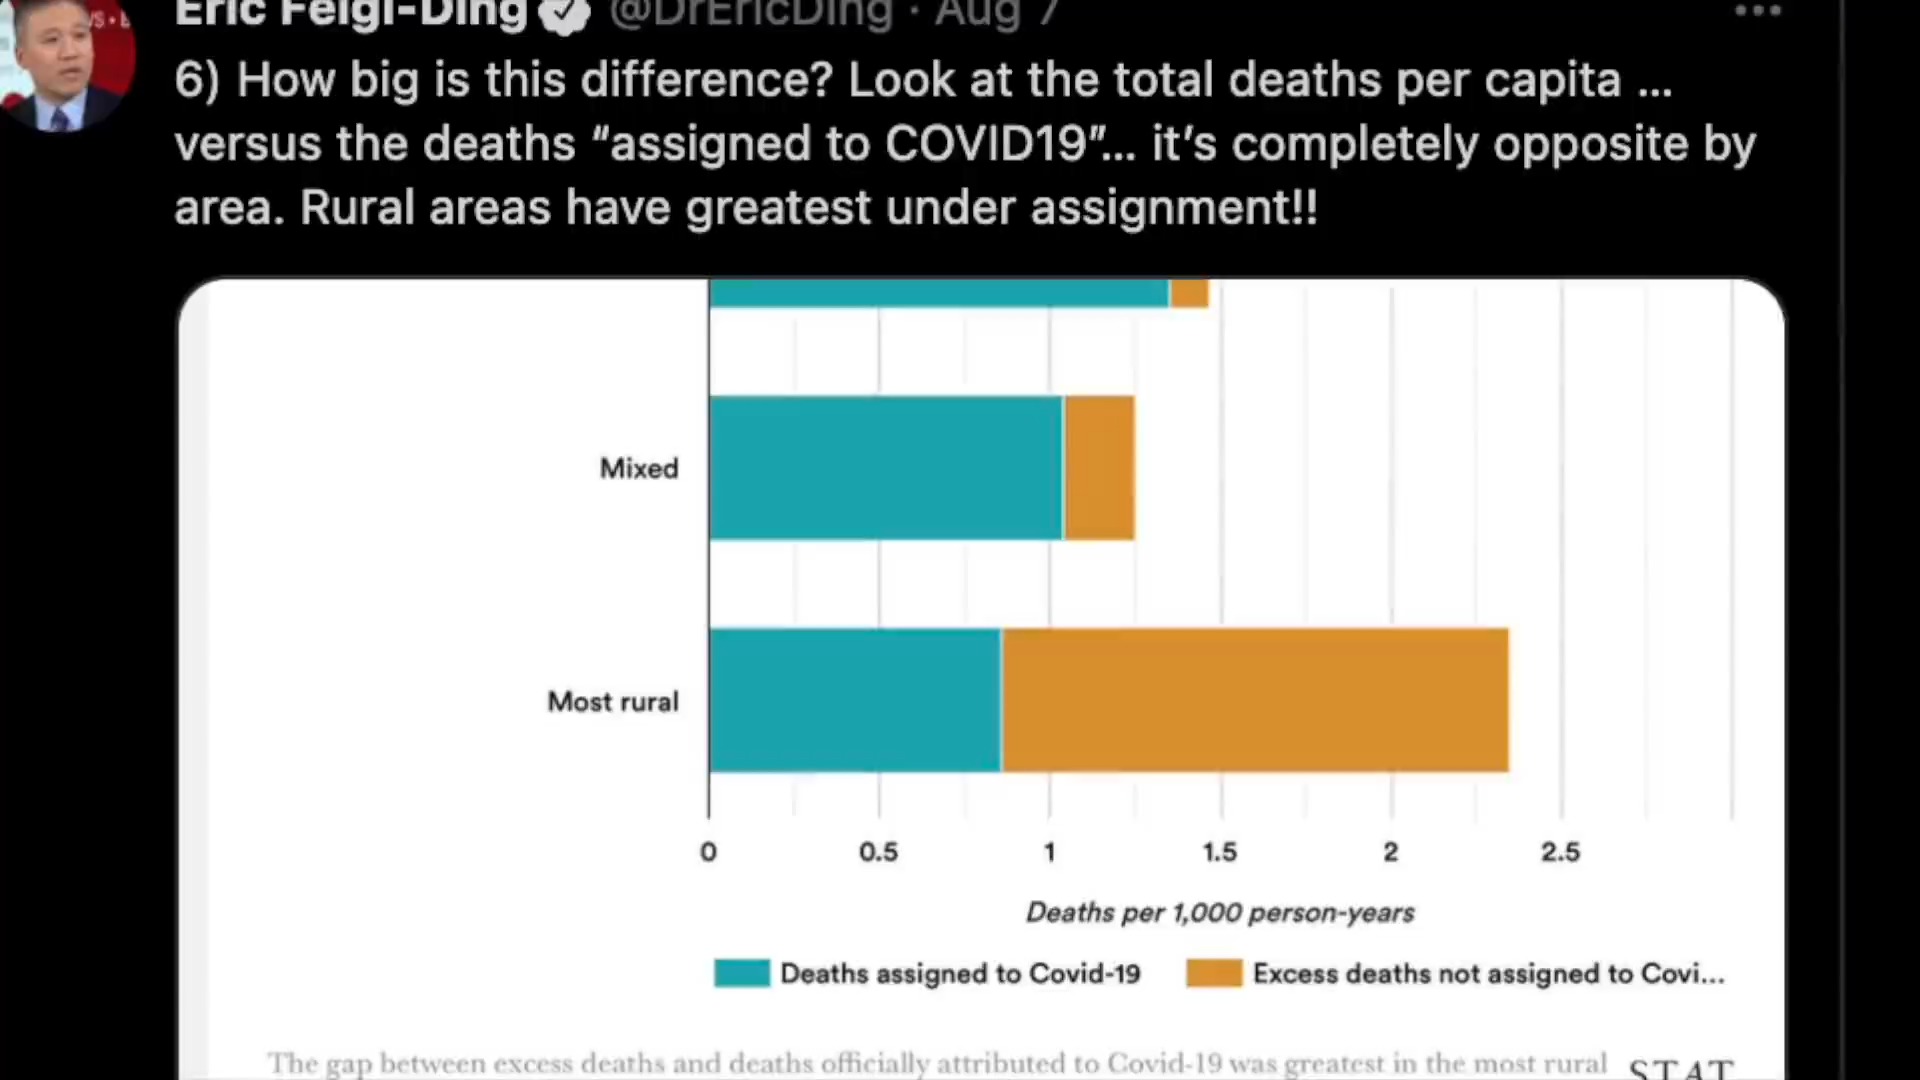 Eric Feigl-Ding @DrEricDing · Aug 7
6) How big is this difference? Look at the total deaths per capita ...
versus the deaths “assigned to COVID19”... it’s completely opposite by
area. Rural areas have greatest under assignment!!
Mixed
Most rural
0 0.5 1 1.5 2 2.5
Deaths per 1,000 person-years
Deaths assigned to Covid-19 Excess deaths not assigned to Covi...
The gap between excess deaths and deaths officially attributed to Covid-19 was greatest in the most rural STAT